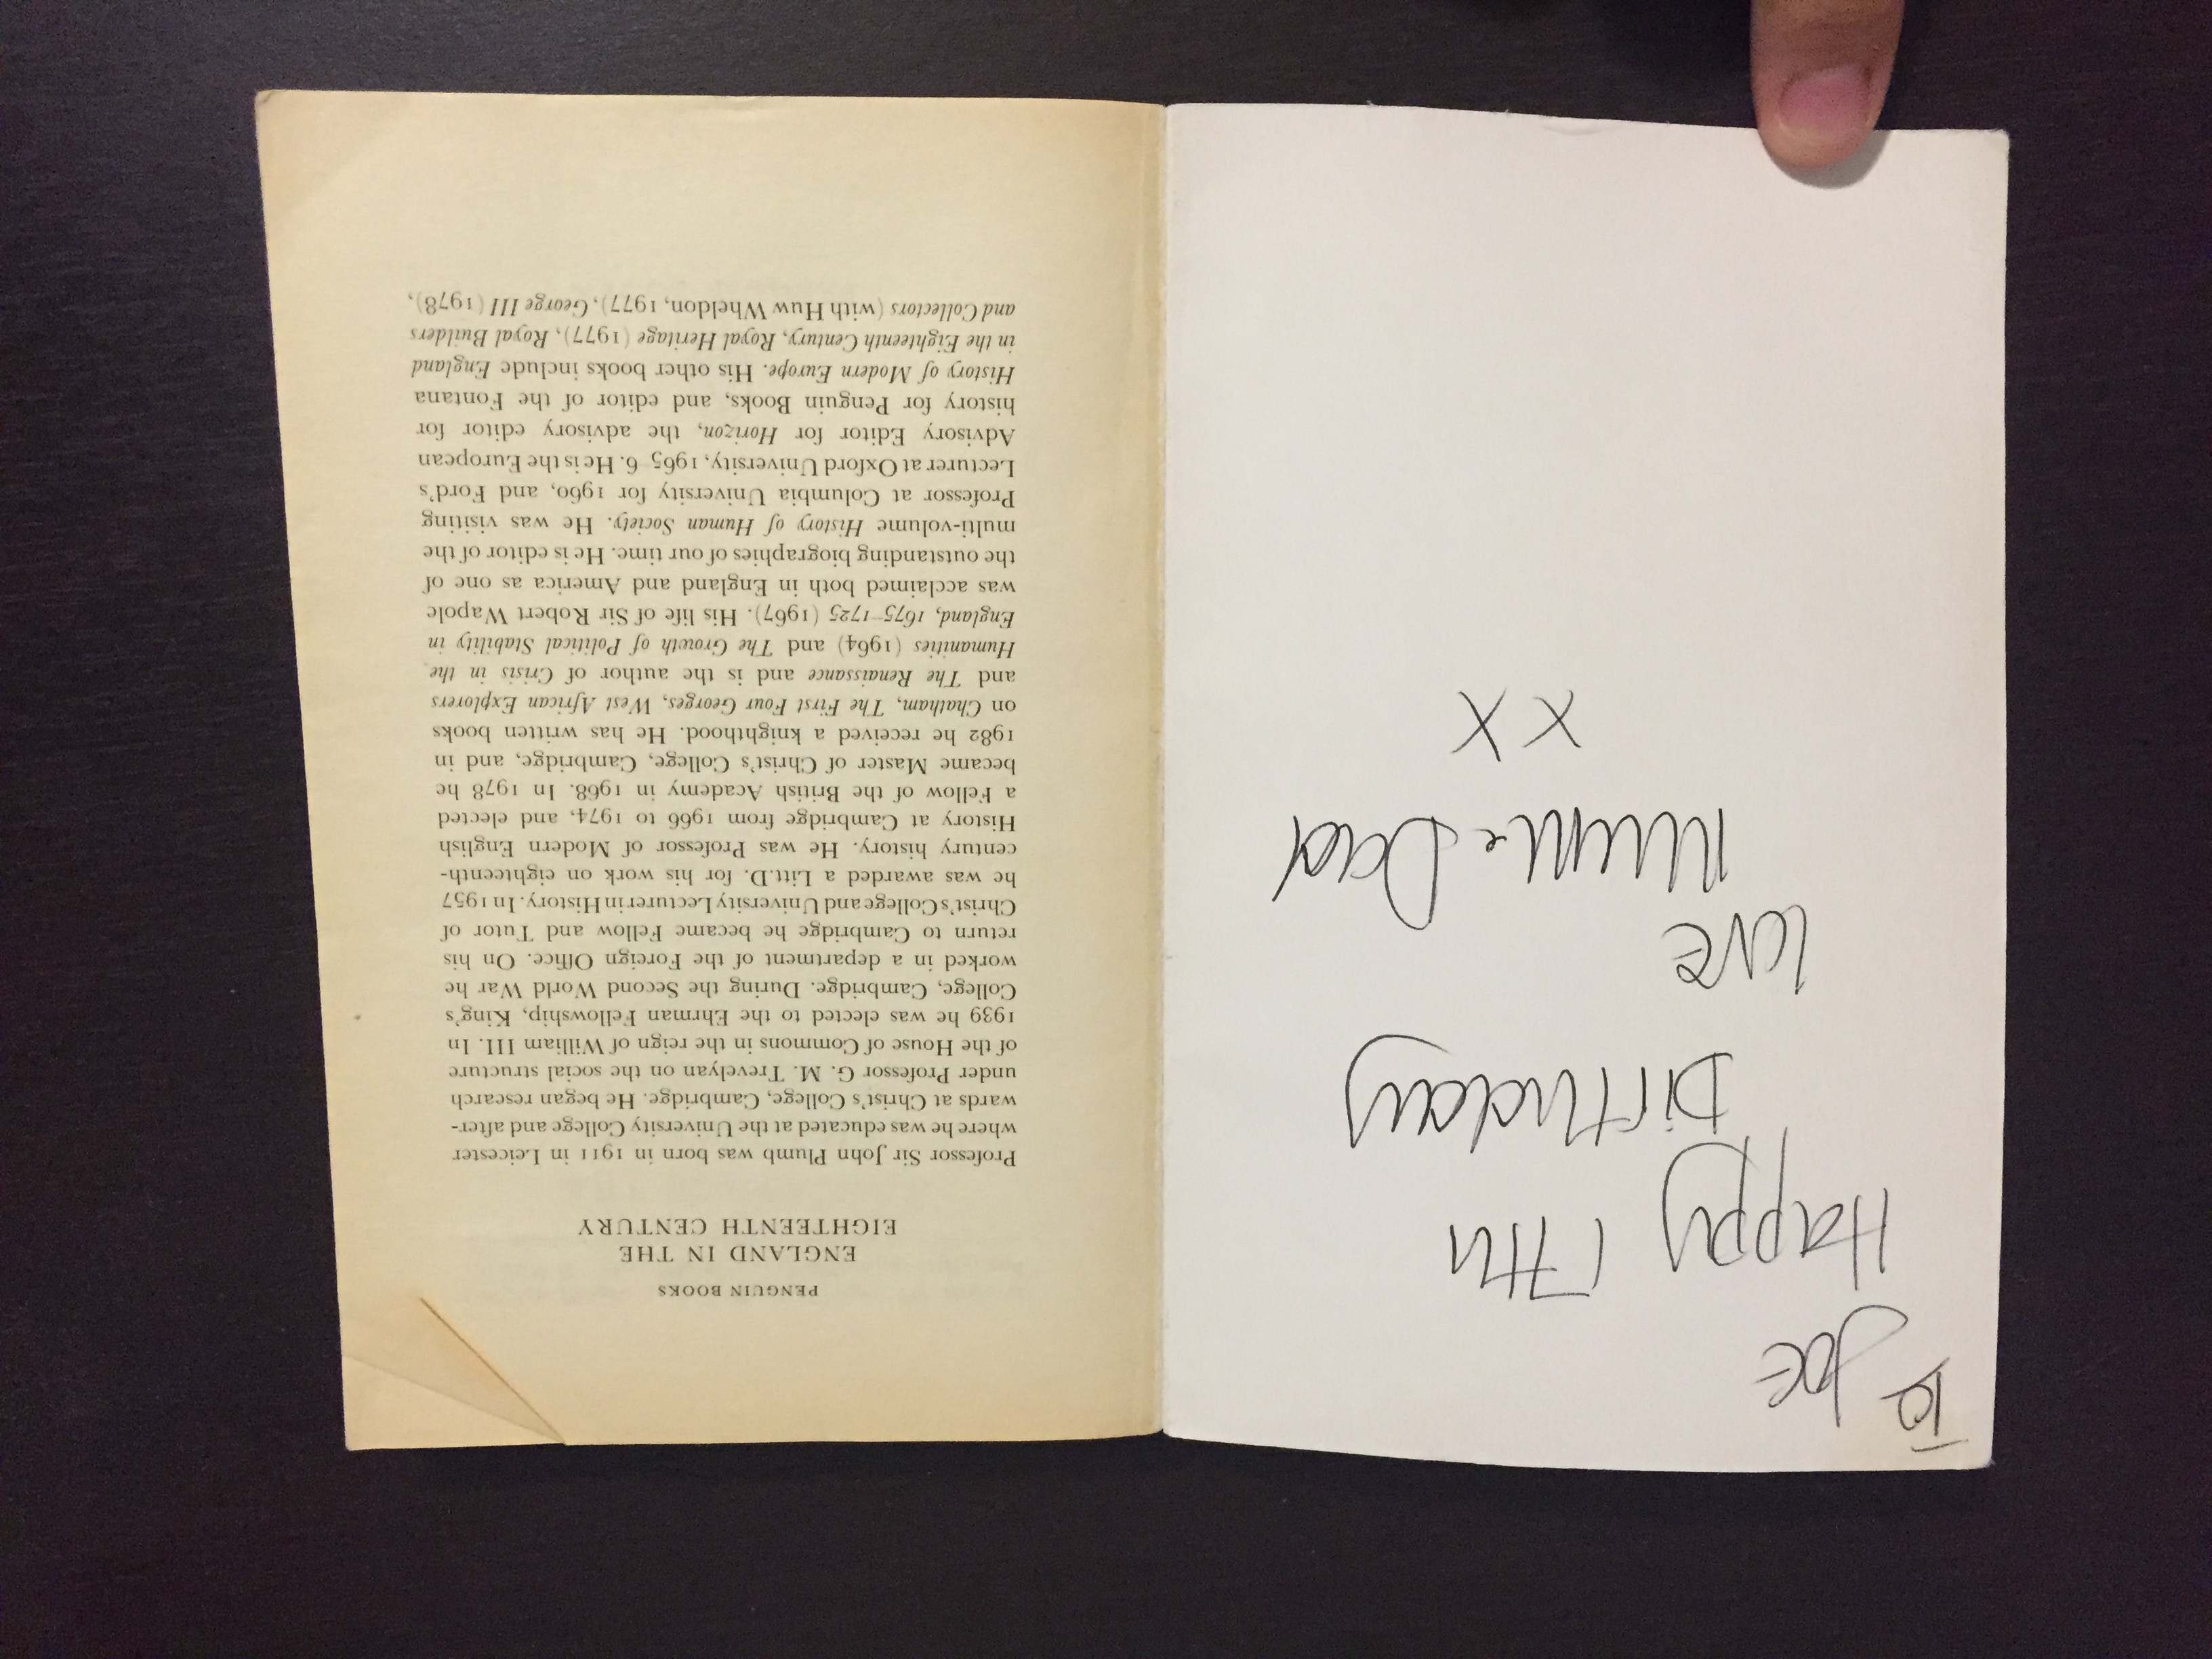 To
Joe
Happy 17th
Birthday
love
Mum & Dad
x x
PENGUIN BOOKS
ENGLAND IN THE
EIGHTEENTH CENTURY
Professor Sir John Plumb was born in 1911 in Leicester
where he was educated at the University College and after-
wards at Christ's College, Cambridge. He began research
under Professor G. M. Trevelyan on the social structure
of the House of Commons in the reign of William III. In
1939 he was elected to the Ehrman Fellowship, King's
College, Cambridge. During the Second World War he
worked in a department of the Foreign Office. On his
return to Cambridge he became Fellow and Tutor of
Christ's College and University Lecturer in History. In 1957
he was awarded a Litt.D. for his work on eighteenth-
century history. He was Professor of Modern English
History at Cambridge from 1966 to 1974, and elected
a Fellow of the British Academy in 1968. In 1978 he
became Master of Christ's College, Cambridge, and in
1982 he received a knighthood. He has written books
on Chatham, The First Four Georges, West African Explorers
and The Renaissance and is the author of Crisis in the
Humanities (1964) and The Growth of Political Stability in
England, 1675–1725 (1967). His life of Sir Robert Wapole
was acclaimed both in England and America as one of
the outstanding biographies of our time. He is editor of the
multi-volume History of Human Society. He was visiting
Professor at Columbia University for 1960, and Ford's
Lecturer at Oxford University, 1965–6. He is the European
Advisory Editor for Horizon, the advisory editor for
history for Penguin Books, and editor of the Fontana
History of Modern Europe. His other books include England
in the Eighteenth Century, Royal Heritage (1977), Royal Builders
and Collectors (with Huw Wheldon, 1977), George III (1978),